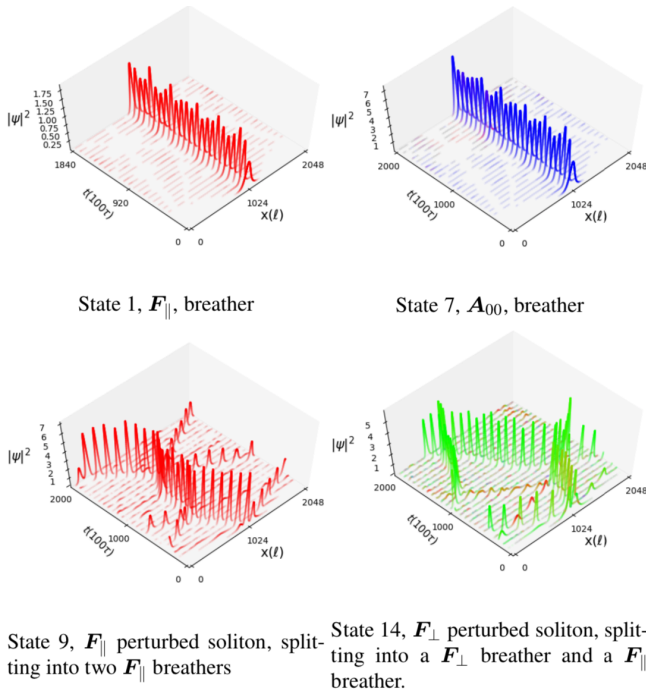 |ψ|²
1.75
1.50
1.25
1.00
0.75
0.50
0.25
1840
920
0
t(100τ)
0
1024
2048
x(ℓ)
State 1, F∥, breather
|ψ|²
7
6
5
4
3
2
1
2000
1000
0
t(100τ)
0
1024
2048
x(ℓ)
State 7, A₀₀, breather
|ψ|²
7
6
5
4
3
2
1
2000
1000
0
t(100τ)
0
1024
2048
x(ℓ)
State 9, F∥ perturbed soliton, split-
ting into two F∥ breathers
|ψ|²
5
4
3
2
1
2000
1000
0
t(100τ)
0
1024
2048
x(ℓ)
State 14, F⊥ perturbed soliton, split-
ting into a F⊥ breather and a F∥
breather.